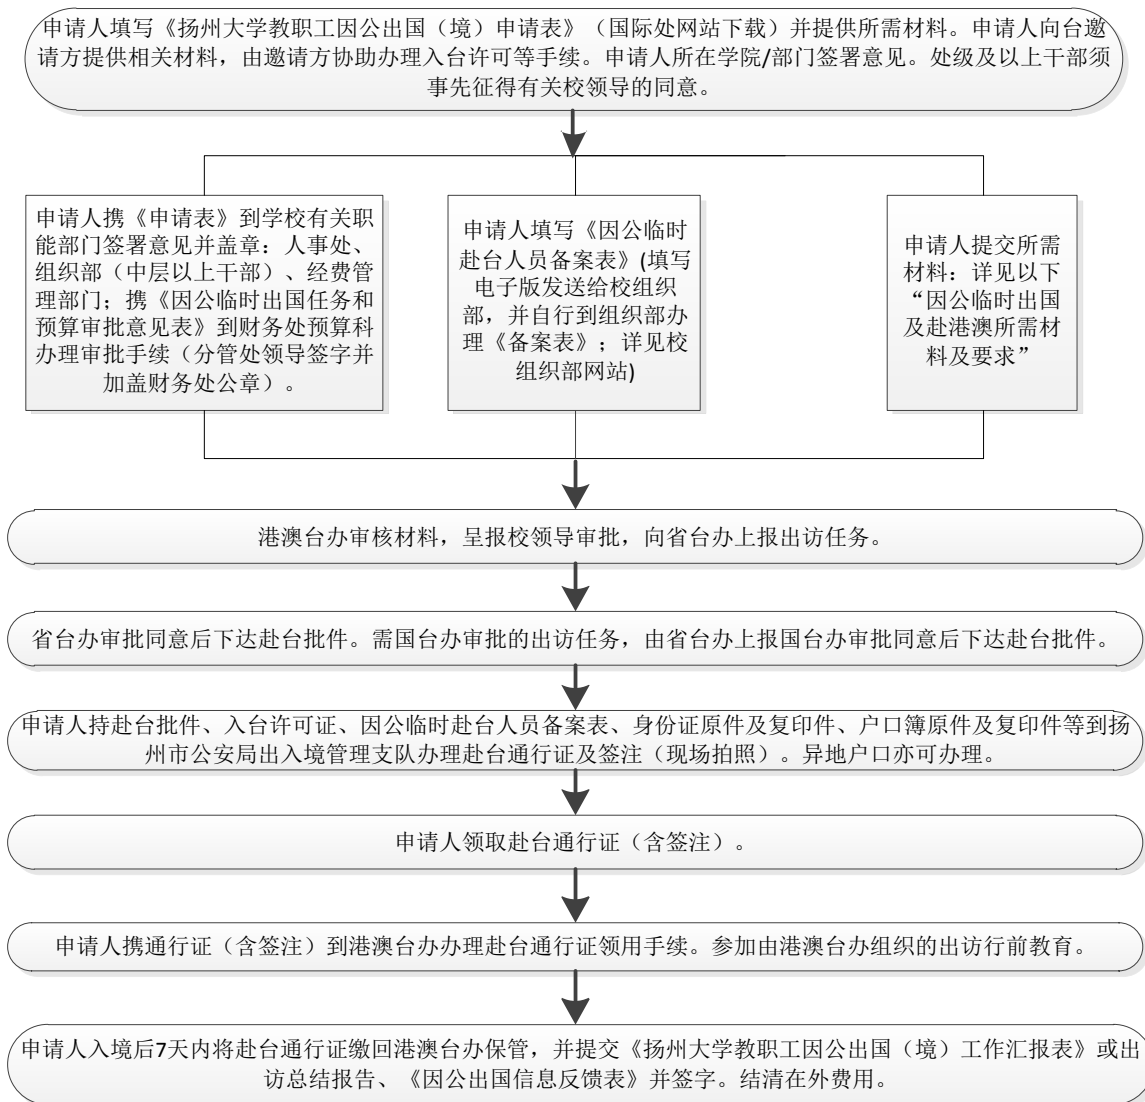 申请人填写《扬州大学教职工因公出国（境）申请表》（国际处网站下载）并提供所需材料。申请人向台邀
请方提供相关材料，由邀请方协助办理入台许可等手续。申请人所在学院/部门签署意见。处级及以上干部须
事先征得有关校领导的同意。
申请人携《申请表》到学校有关职
能部门签署意见并盖章：人事处、
组织部（中层以上干部）、经费管
理部门；携《因公临时出国任务和
预算审批意见表》到财务处预算科
办理审批手续（分管处领导签字并
加盖财务处公章）。
申请人填写《因公临时
赴台人员备案表》(填写
电子版发送给校组织
部，并自行到组织部办
理《备案表》；详见校
组织部网站)
申请人提交所需
材料：详见以下
“因公临时出国
及赴港澳所需材
料及要求”
港澳台办审核材料，呈报校领导审批，向省台办上报出访任务。
省台办审批同意后下达赴台批件。需国台办审批的出访任务，由省台办上报国台办审批同意后下达赴台批件。
申请人持赴台批件、入台许可证、因公临时赴台人员备案表、身份证原件及复印件、户口簿原件及复印件等到扬
州市公安局出入境管理支队办理赴台通行证及签注（现场拍照）。异地户口亦可办理。
申请人领取赴台通行证（含签注）。
申请人携通行证（含签注）到港澳台办办理赴台通行证领用手续。参加由港澳台办组织的出访行前教育。
申请人入境后7天内将赴台通行证缴回港澳台办保管，并提交《扬州大学教职工因公出国（境）工作汇报表》或出
访总结报告、《因公出国信息反馈表》并签字。结清在外费用。